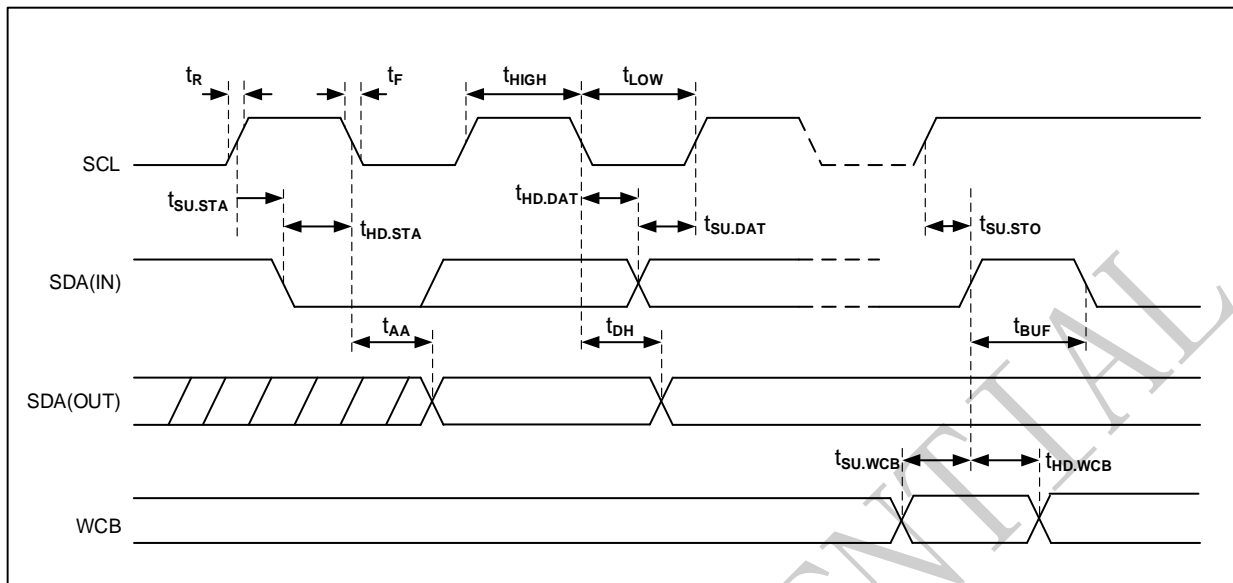 tR
tF
tHIGH
tLOW
SCL
tSU.STA
tHD.STA
tHD.DAT
tSU.DAT
tSU.STO
SDA(IN)
tAA
tDH
tBUF
SDA(OUT)
tSU.WCB
tHD.WCB
WCB
NTIAL